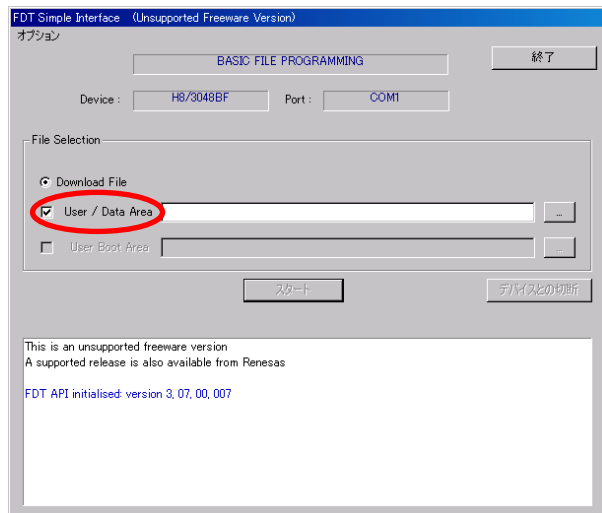 FDT Simple Interface (Unsupported Freeware Version)
オプション
BASIC FILE PROGRAMMING
終了
Device : H8/3048BF Port : COM1
File Selection
Download File
User / Data Area ...
User Boot Area ...
スタート デバイスとの切断
This is an unsupported freeware version
A supported release is also available from Renesas
FDT API initialised: version 3, 07, 00, 007